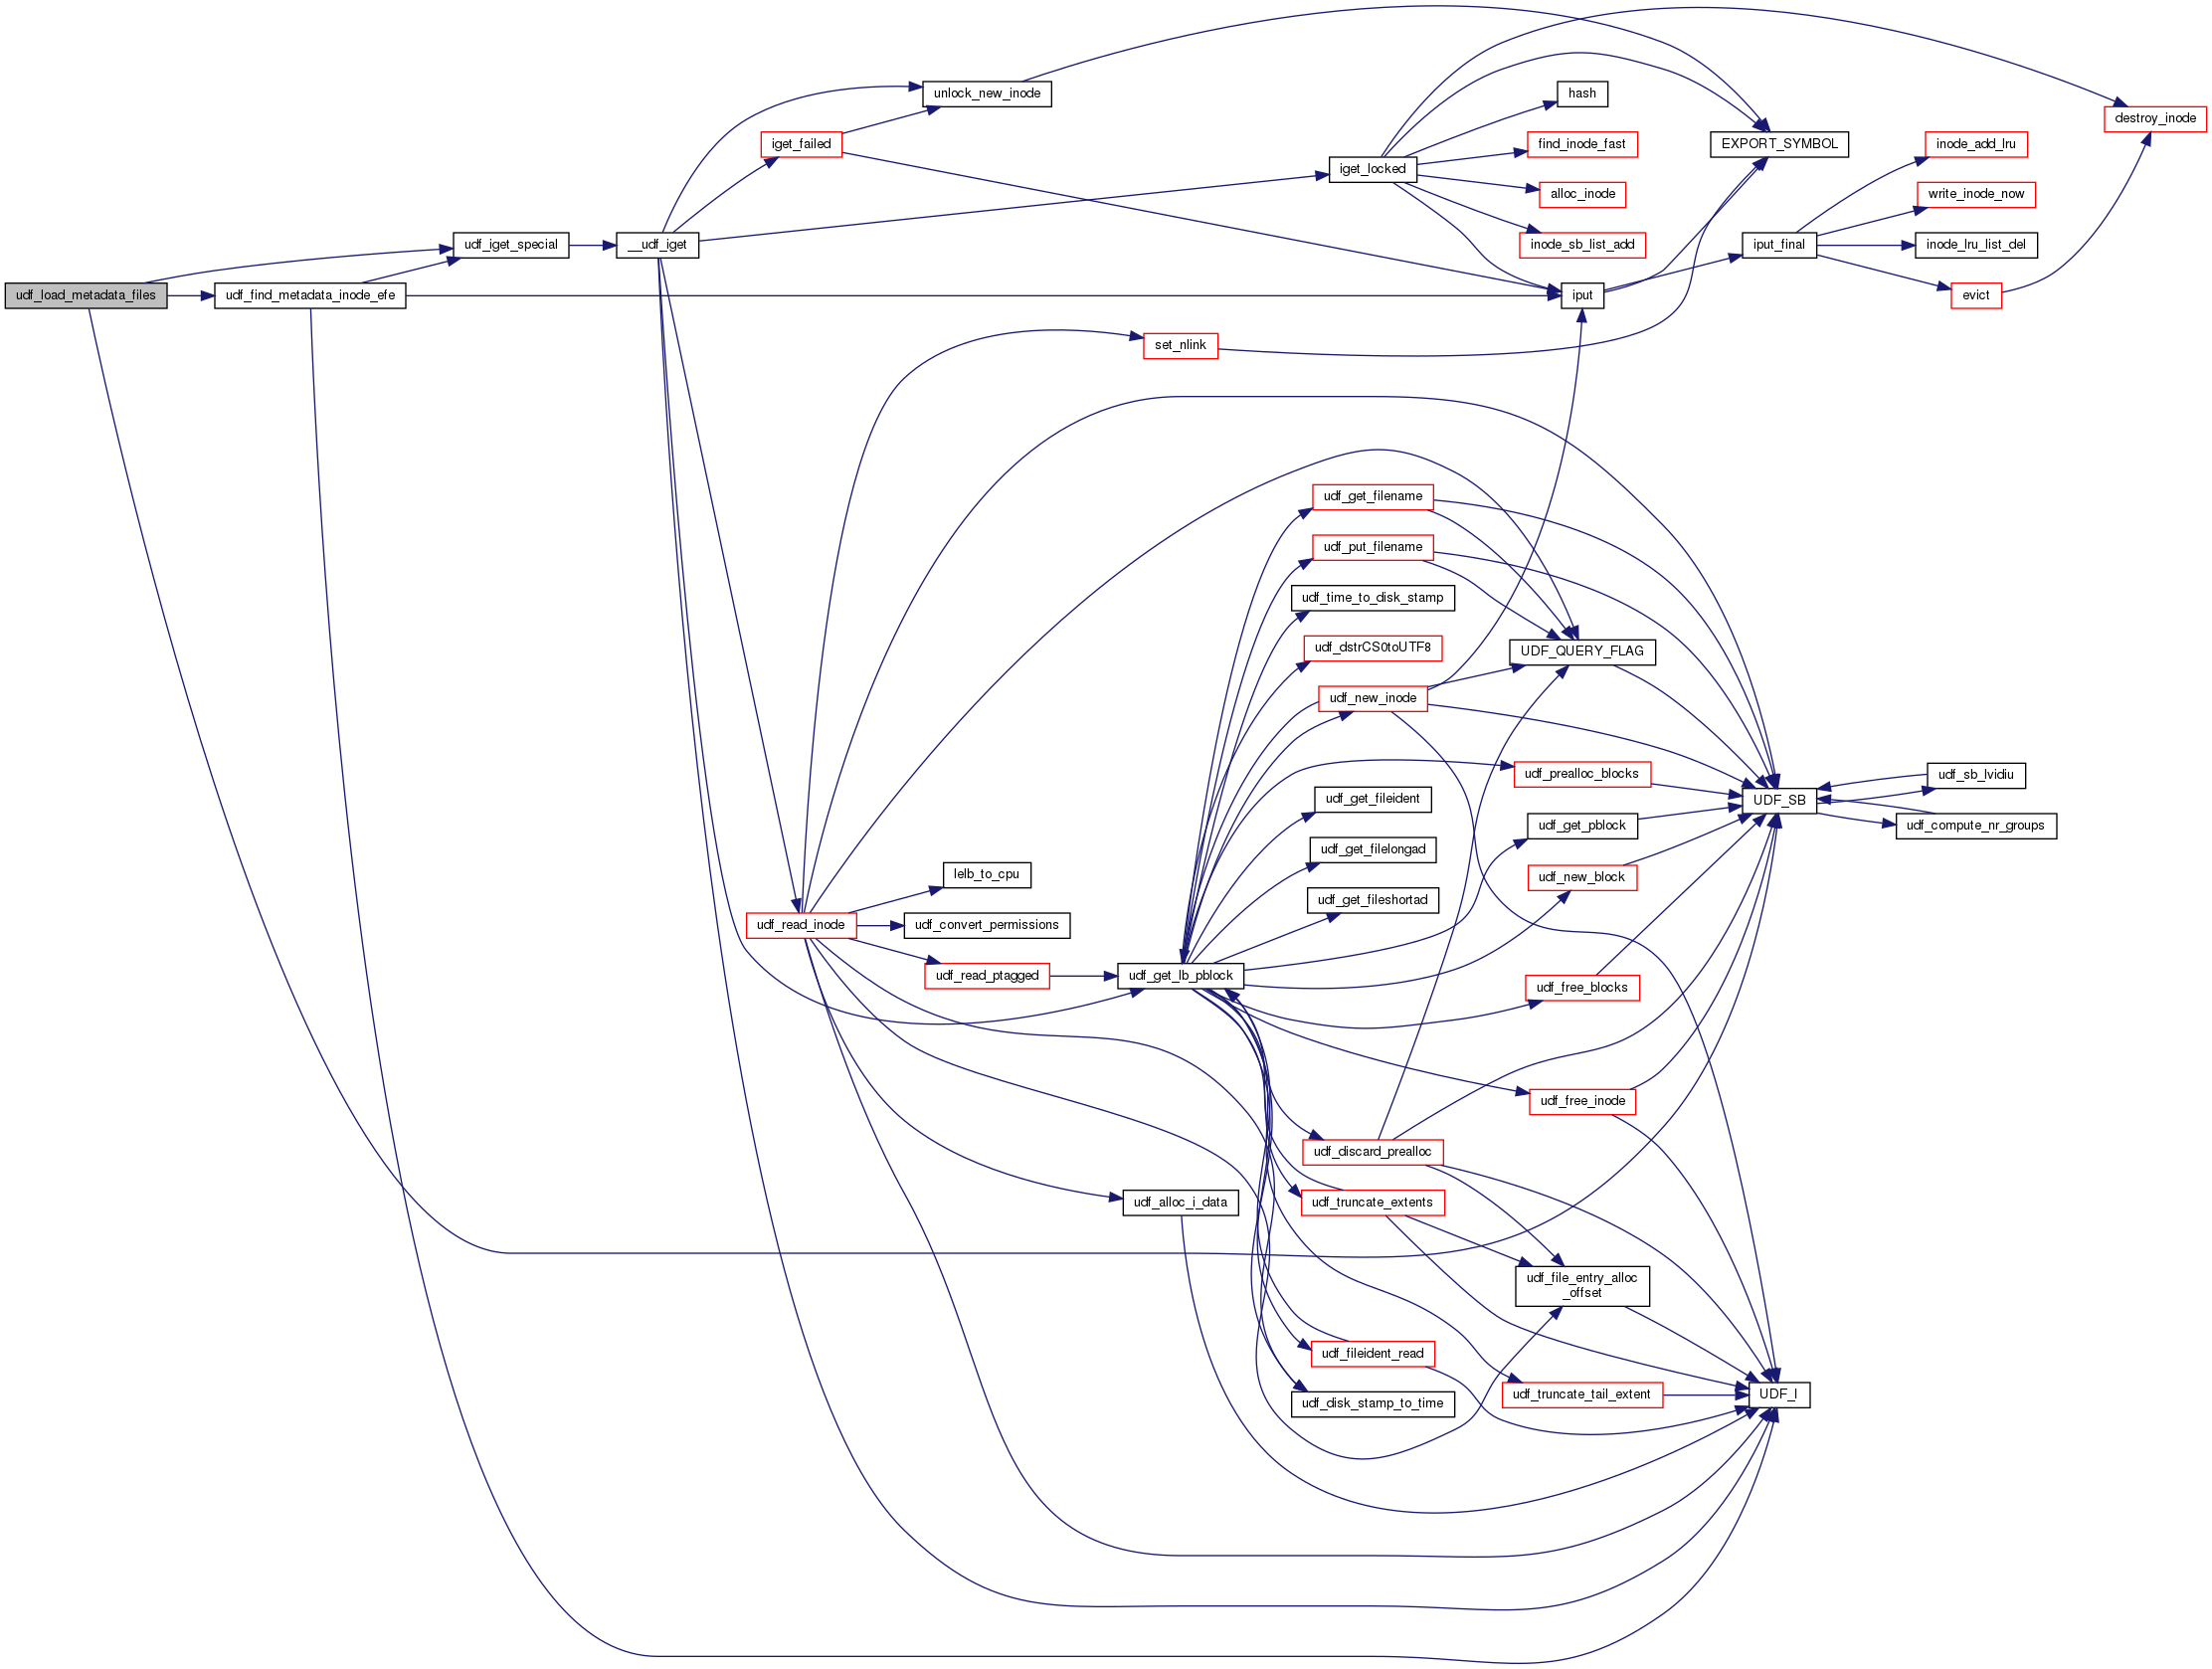 unlock_new_inode
hash
destroy_inode
iget_failed
find_inode_fast
EXPORT_SYMBOL
inode_add_lru
iget_locked
alloc_inode
write_inode_now
udf_iget_special
__udf_iget
inode_sb_list_add
iput_final
inode_lru_list_del
udf_load_metadata_files
udf_find_metadata_inode_efe
iput
evict
set_nlink
udf_get_filename
udf_put_filename
udf_time_to_disk_stamp
udf_dstrCS0toUTF8
UDF_QUERY_FLAG
udf_new_inode
udf_prealloc_blocks
udf_sb_lvidiu
udf_get_fileident
UDF_SB
udf_get_pblock
udf_compute_nr_groups
udf_get_filelongad
lelb_to_cpu
udf_new_block
udf_get_fileshortad
udf_read_inode
udf_convert_permissions
udf_read_ptagged
udf_get_lb_pblock
udf_free_blocks
udf_free_inode
udf_discard_prealloc
udf_alloc_i_data
udf_truncate_extents
udf_file_entry_alloc
_offset
udf_fileident_read
udf_truncate_tail_extent
UDF_I
udf_disk_stamp_to_time